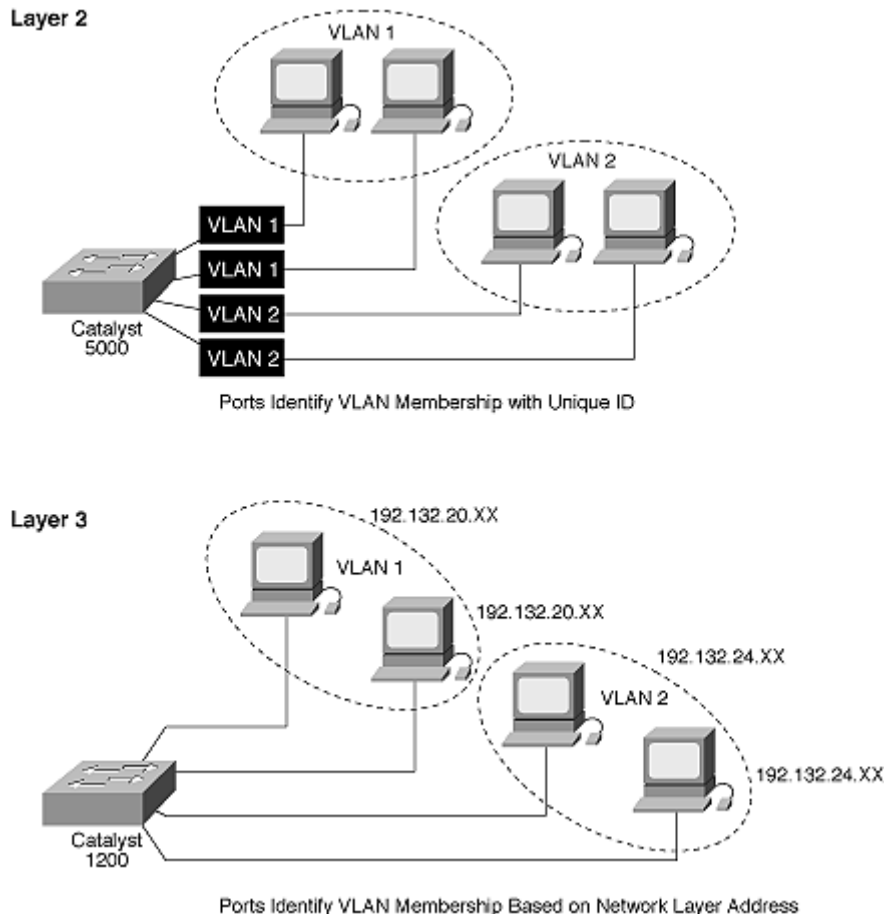 Layer 2
VLAN 1
VLAN 2
VLAN 1
VLAN 1
VLAN 2
VLAN 2
Catalyst
5000
Ports Identify VLAN Membership with Unique ID
Layer 3
192.132.20.XX
VLAN 1
192.132.20.XX
192.132.24.XX
VLAN 2
192.132.24.XX
Catalyst
1200
Ports Identify VLAN Membership Based on Network Layer Address